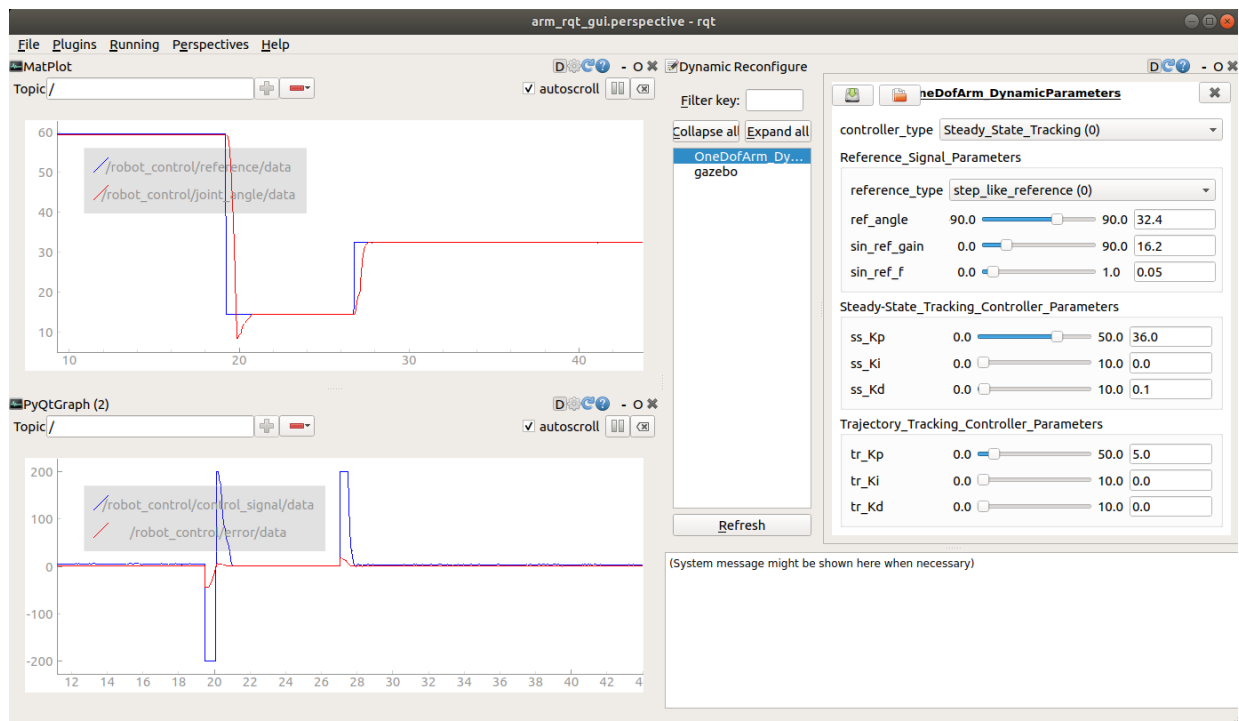 arm_rqt_gui.perspective - rqt
File Plugins Running Perspectives Help
MatPlot D - O
Topic /
autoscroll
60
50
40
30
20
10
/robot_control/reference/data
/robot_control/joint_angle/data
10 20 30 40
PyQtGraph (2) D - O
Topic /
autoscroll
200
100
0
-100
-200
/robot_control/control_signal/data
/robot_control/error/data
12 14 16 18 20 22 24 26 28 30 32 34 36 38 40 42 4
Dynamic Reconfigure D - O
Filter key:
Collapse all Expand all
OneDofArm_Dy...
gazebo
Refresh
neDofArm_DynamicParameters
controller_type Steady_State_Tracking (0)
Reference_Signal_Parameters
reference_type step_like_reference (0)
ref_angle 90.0 90.0 32.4
sin_ref_gain 0.0 90.0 16.2
sin_ref_f 0.0 1.0 0.05
Steady-State_Tracking_Controller_Parameters
ss_Kp 0.0 50.0 36.0
ss_Ki 0.0 10.0 0.0
ss_Kd 0.0 10.0 0.1
Trajectory_Tracking_Controller_Parameters
tr_Kp 0.0 50.0 5.0
tr_Ki 0.0 10.0 0.0
tr_Kd 0.0 10.0 0.0
(System message might be shown here when necessary)